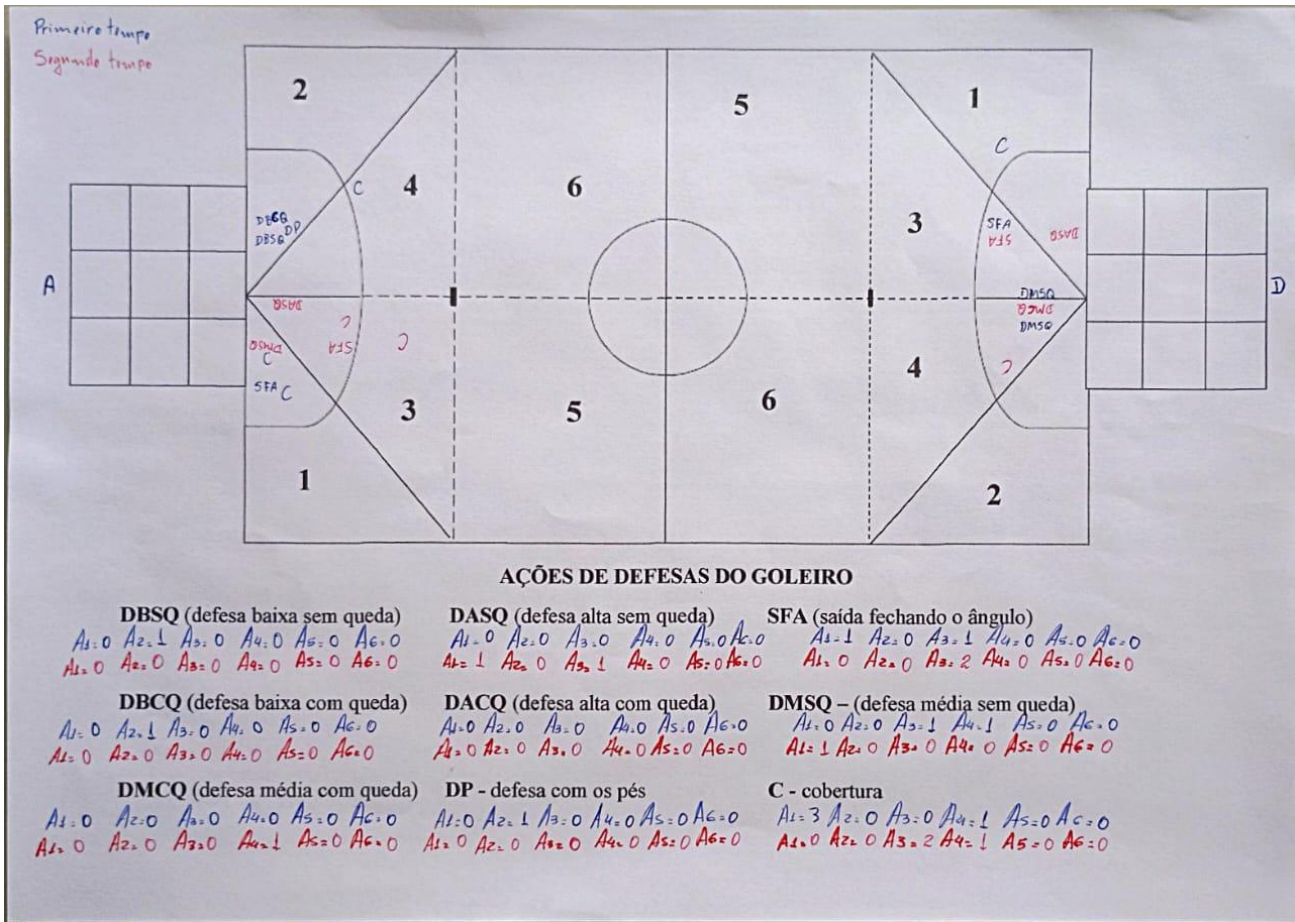 Primeiro tempo
Segundo tempo
2
5
1
C
4
6
C
3
DBCQ
DP
DBSQ
SFA
SFA
DASQ
A
D
DASQ
DMSQ
DMCQ
DMSQ
C
SFA
C
DMSQ
C
SFA
C
C
4
3
5
6
1
2
AÇÕES DE DEFESAS DO GOLEIRO
DBSQ (defesa baixa sem queda) DASQ (defesa alta sem queda) SFA (saída fechando o ângulo)
A1=0 A2=1 A3=0 A4=0 A5=0 A6=0 A1=0 A2=0 A3=0 A4=0 A5=0 A6=0 A1=1 A2=0 A3=1 A4=0 A5=0 A6=0
A1=0 A2=0 A3=0 A4=0 A5=0 A6=0 A1=1 A2=0 A3=1 A4=0 A5=0 A6=0 A1=0 A2=0 A3=2 A4=0 A5=0 A6=0
DBCQ (defesa baixa com queda) DACQ (defesa alta com queda) DMSQ – (defesa média sem queda)
A1=0 A2=1 A3=0 A4=0 A5=0 A6=0 A1=0 A2=0 A3=0 A4=0 A5=0 A6=0 A1=0 A2=0 A3=1 A4=1 A5=0 A6=0
A1=0 A2=0 A3=0 A4=0 A5=0 A6=0 A1=0 A2=0 A3=0 A4=0 A5=0 A6=0 A1=1 A2=0 A3=0 A4=0 A5=0 A6=0
DMCQ (defesa média com queda) DP - defesa com os pés C - cobertura
A1=0 A2=0 A3=0 A4=0 A5=0 A6=0 A1=0 A2=1 A3=0 A4=0 A5=0 A6=0 A1=3 A2=0 A3=0 A4=1 A5=0 A6=0
A1=0 A2=0 A3=0 A4=1 A5=0 A6=0 A1=0 A2=0 A3=0 A4=0 A5=0 A6=0 A1=0 A2=0 A3=2 A4=1 A5=0 A6=0